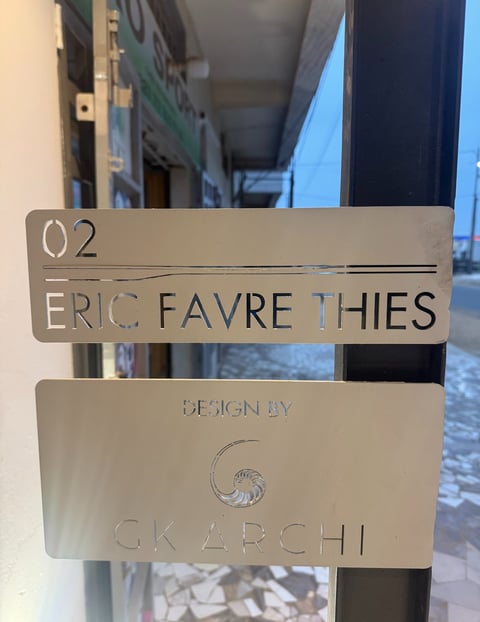 02
ERIC FAVRE THIES
DESIGN BY
GK ARCHI